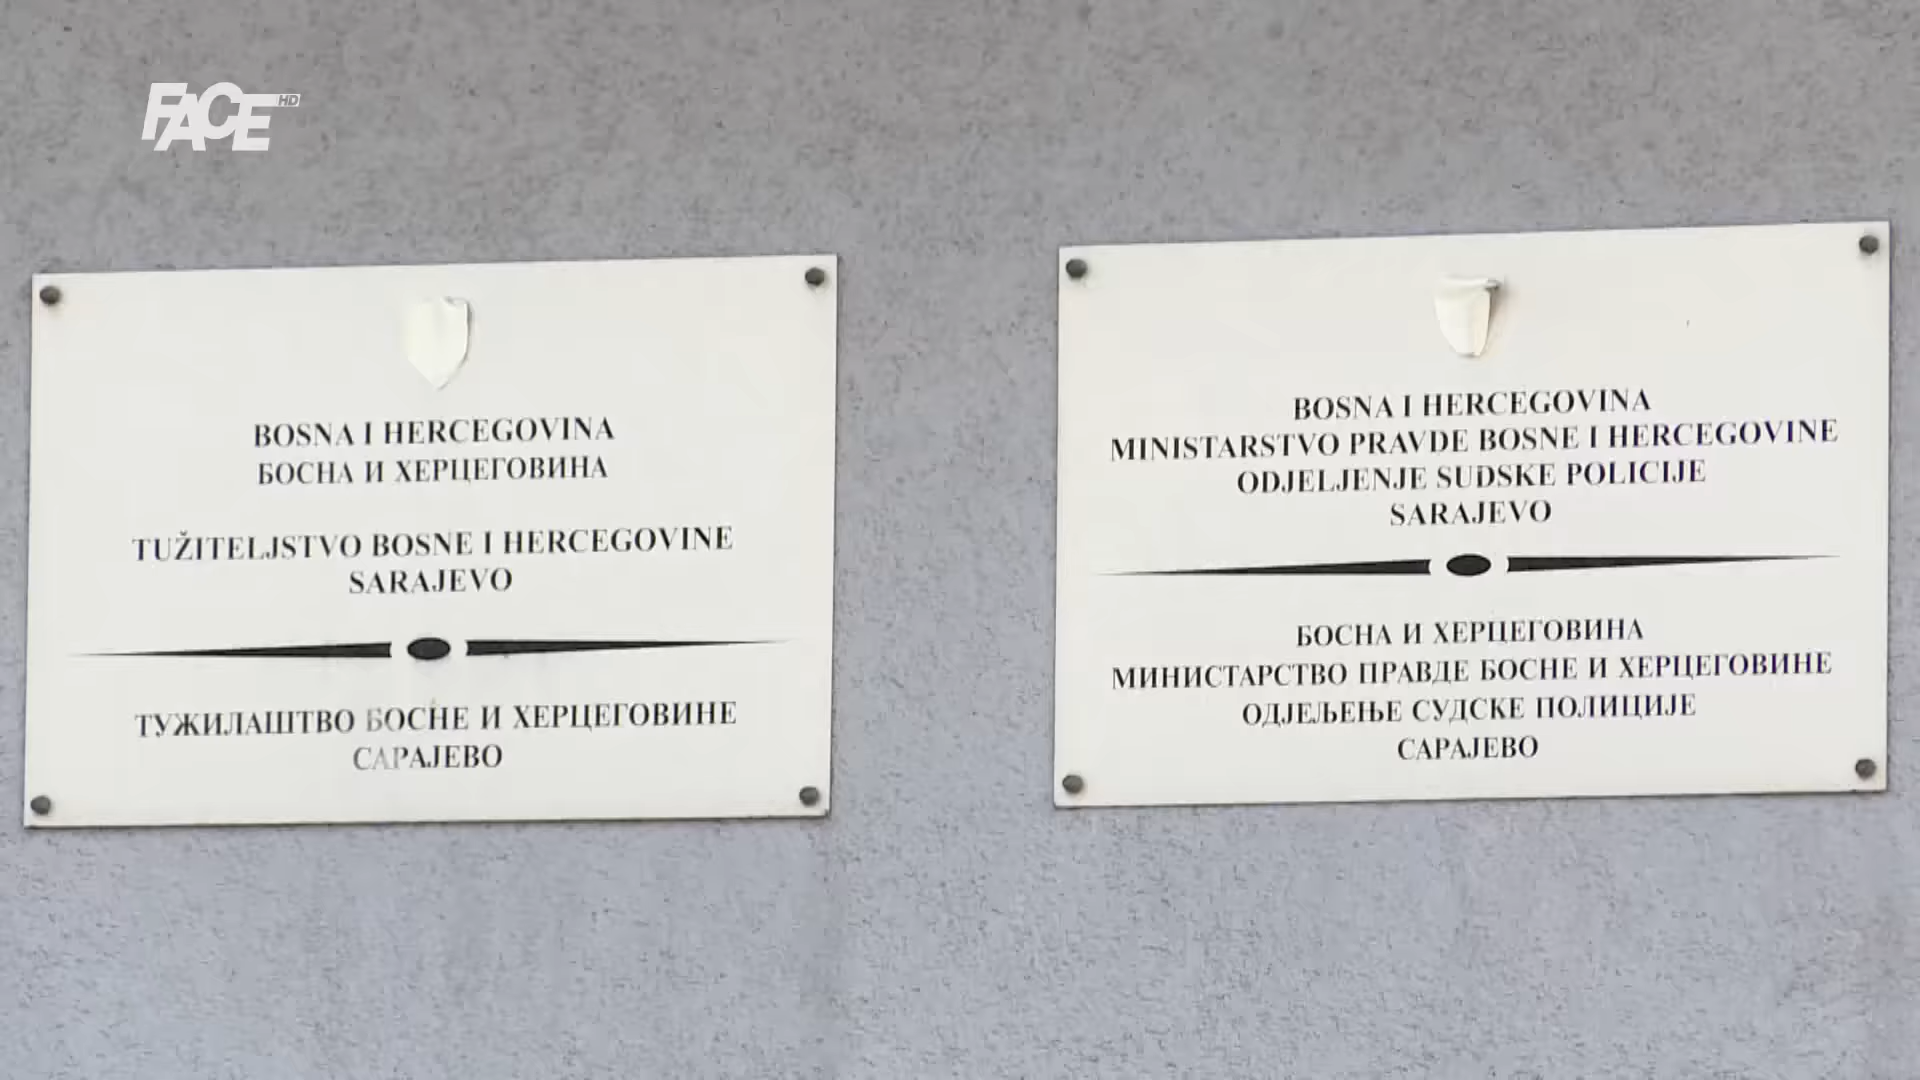 FACE HD
BOSNA I HERCEGOVINA
БОСНА И ХЕРЦЕГОВИНА
TUŽITELJSTVO BOSNE I HERCEGOVINE
SARAJEVO
ТУЖИЛАШТВО БОСНЕ И ХЕРЦЕГОВИНЕ
САРАЈЕВО
BOSNA I HERCEGOVINA
MINISTARSTVO PRAVDE BOSNE I HERCEGOVINE
ODJELJENJE SUDSKE POLICIJE
SARAJEVO
БОСНА И ХЕРЦЕГОВИНА
МИНИСТАРСТВО ПРАВДЕ БОСНЕ И ХЕРЦЕГОВИНЕ
ОДЈЕЉЕЊЕ СУДСКЕ ПОЛИЦИЈЕ
САРАЈЕВО